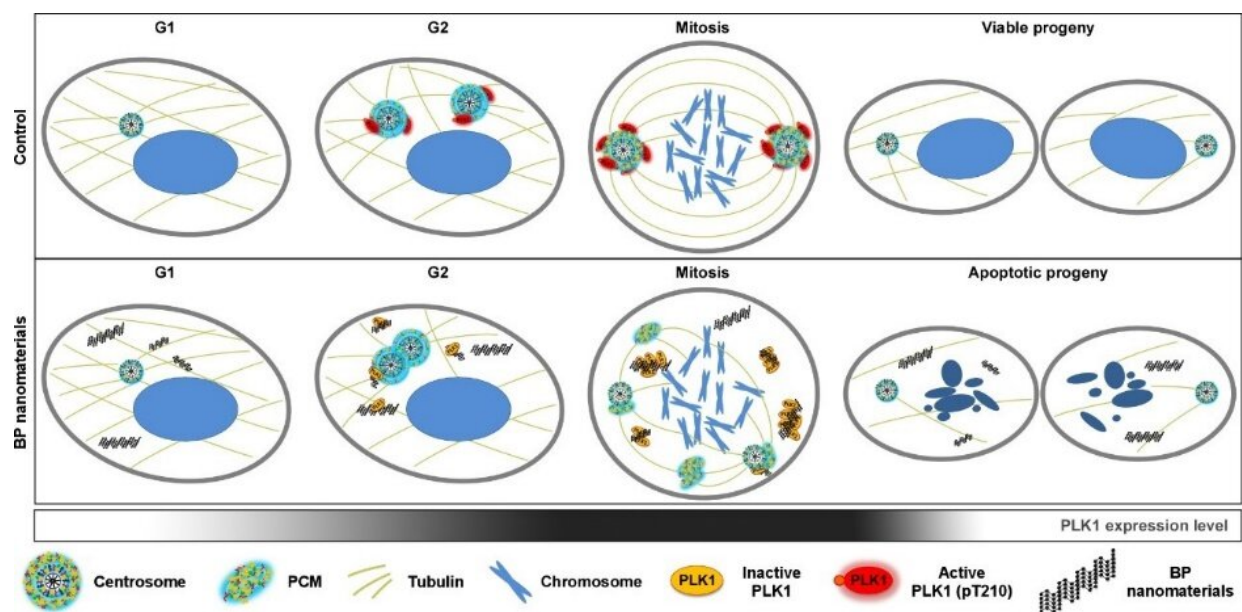 G1
G2
Mitosis
Viable progeny
Control
G1
G2
Mitosis
Apoptotic progeny
BP nanomaterials
PLK1 expression level
Centrosome
PCM
Tubulin
Chromosome
PLK1
Inactive
PLK1
PLK1
Active
PLK1 (pT210)
BP
nanomaterials